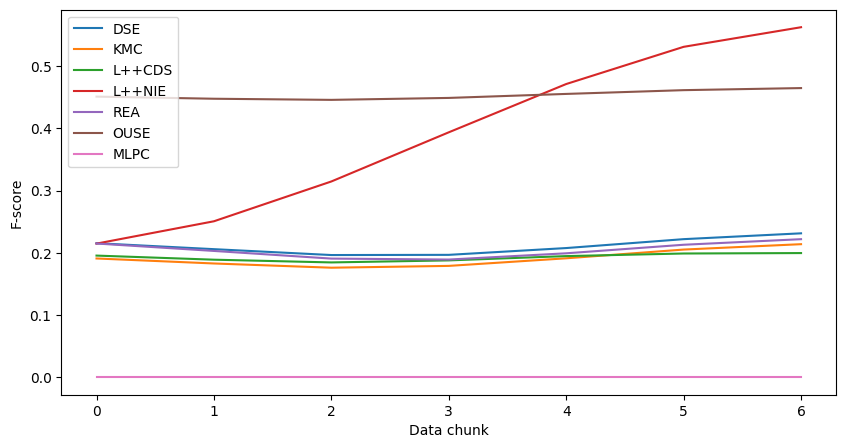 DSE
KMC
L++CDS
L++NIE
REA
OUSE
MLPC
F-score
0.5
0.4
0.3
0.2
0.1
0.0
0 1 2 3 4 5 6
Data chunk